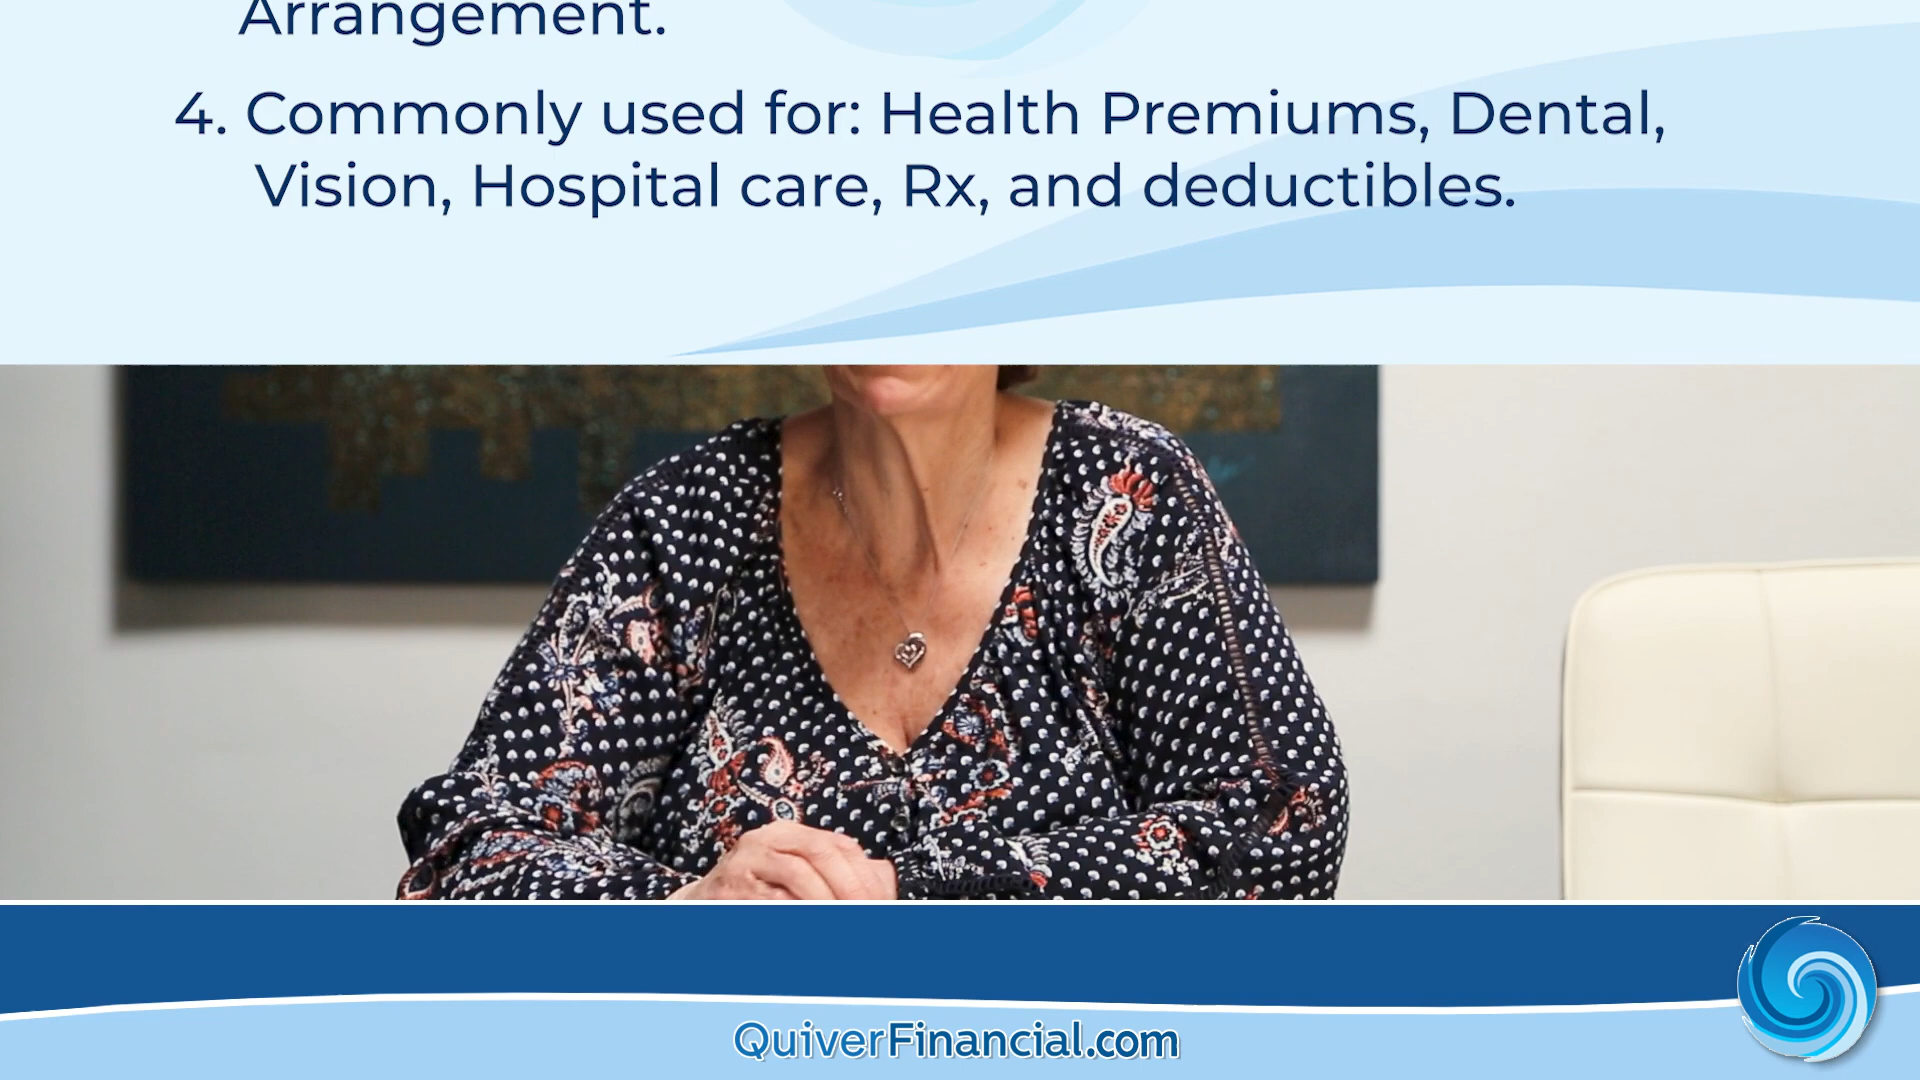 Arrangement.
4. Commonly used for: Health Premiums, Dental,
Vision, Hospital care, Rx, and deductibles.
QuiverFinancial.com